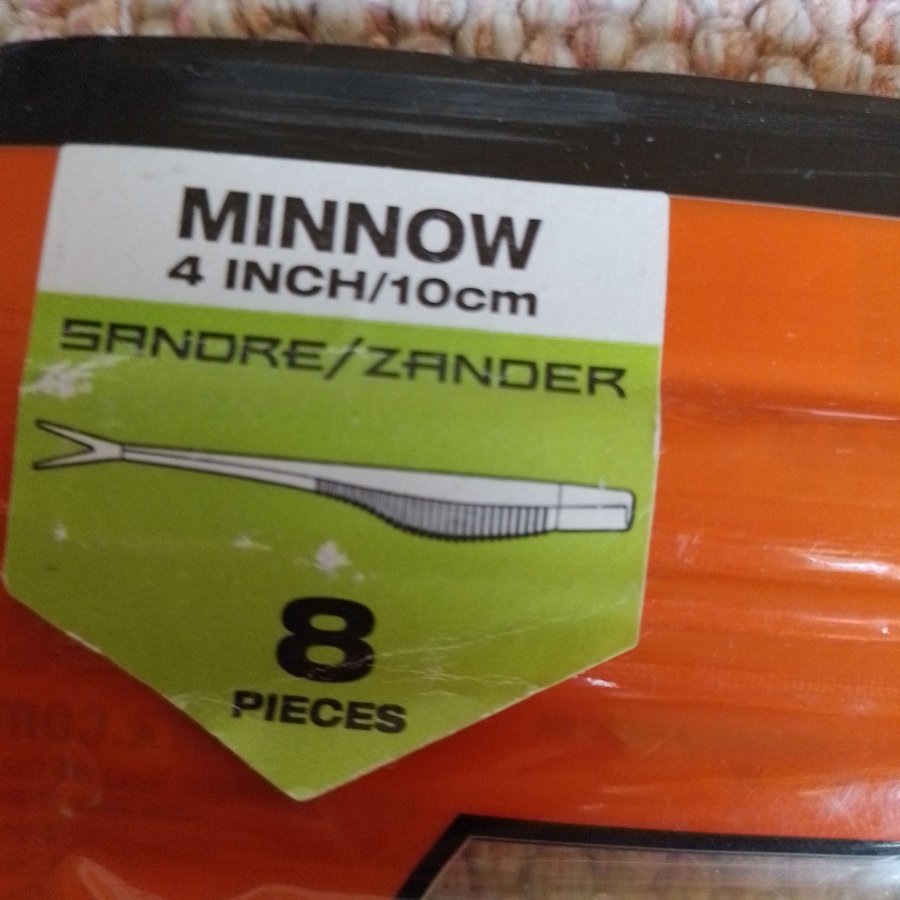 MINNOW
4 INCH/10cm
SANDRE/ZANDER
8
PIECES